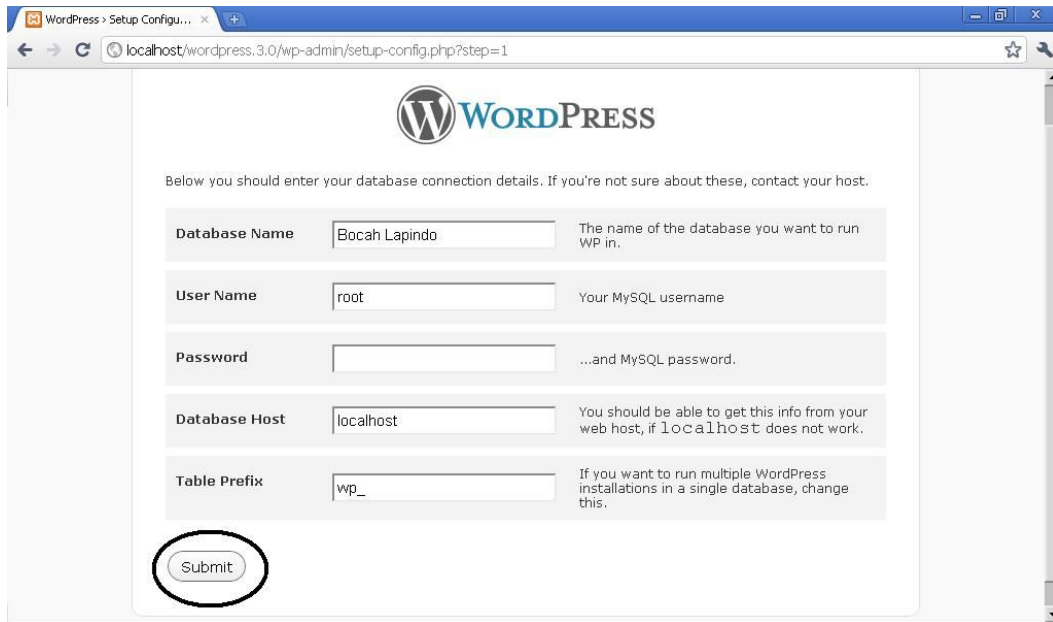 WordPress › Setup Configu...
localhost/wordpress.3.0/wp-admin/setup-config.php?step=1
WORDPRESS
Below you should enter your database connection details. If you're not sure about these, contact your host.
Database Name
Bocah Lapindo
The name of the database you want to run
WP in.
User Name
root
Your MySQL username
Password
...and MySQL password.
Database Host
localhost
You should be able to get this info from your
web host, if localhost does not work.
Table Prefix
wp_
If you want to run multiple WordPress
installations in a single database, change
this.
Submit